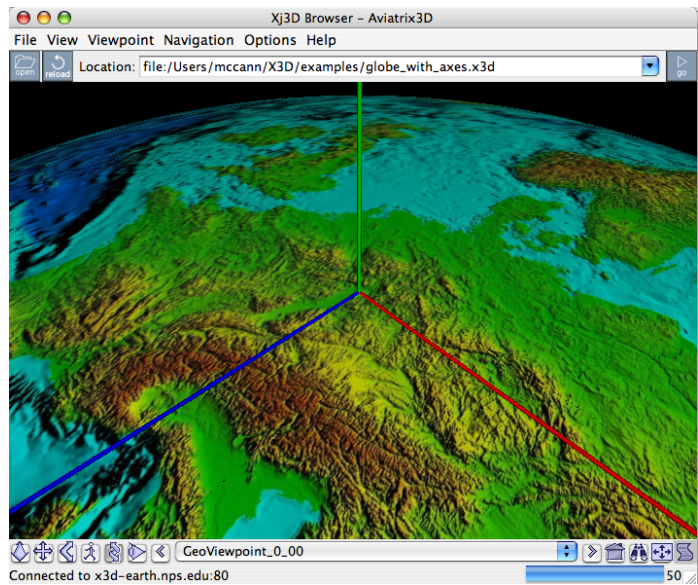 Xj3D Browser - Aviatrix3D
File View Viewpoint Navigation Options Help
open reload Location: file:/Users/mccann/X3D/examples/globe_with_axes.x3d go
GeoViewpoint_0_00
Connected to x3d-earth.nps.edu:80 50